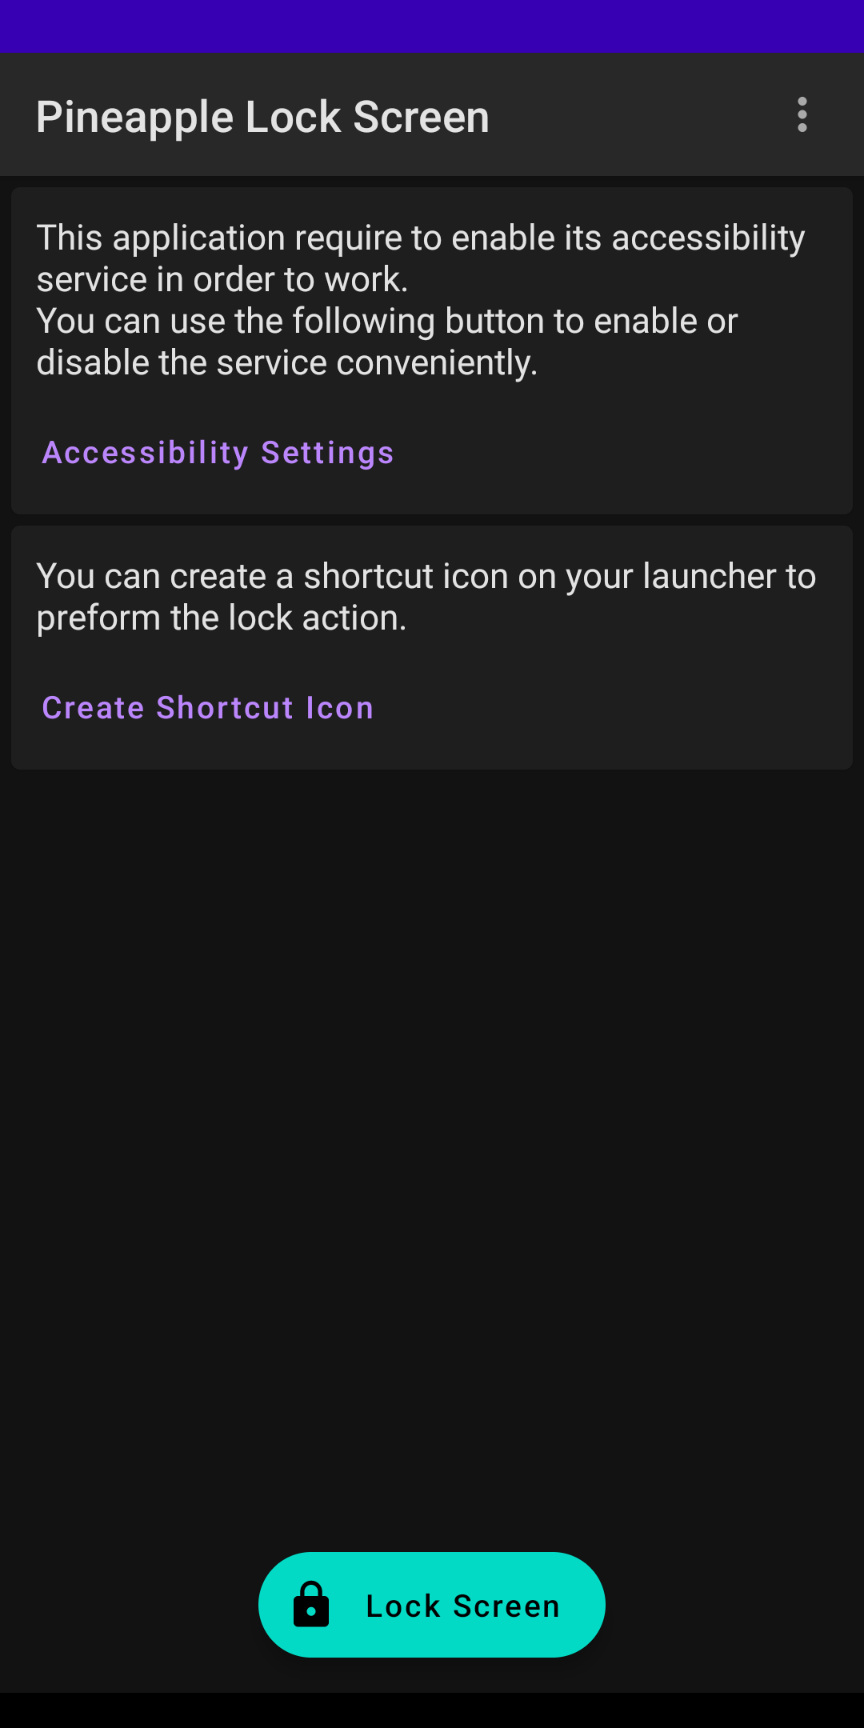 Pineapple Lock Screen
This application require to enable its accessibility
service in order to work.
You can use the following button to enable or
disable the service conveniently.
Accessibility Settings
You can create a shortcut icon on your launcher to
preform the lock action.
Create Shortcut Icon
Lock Screen